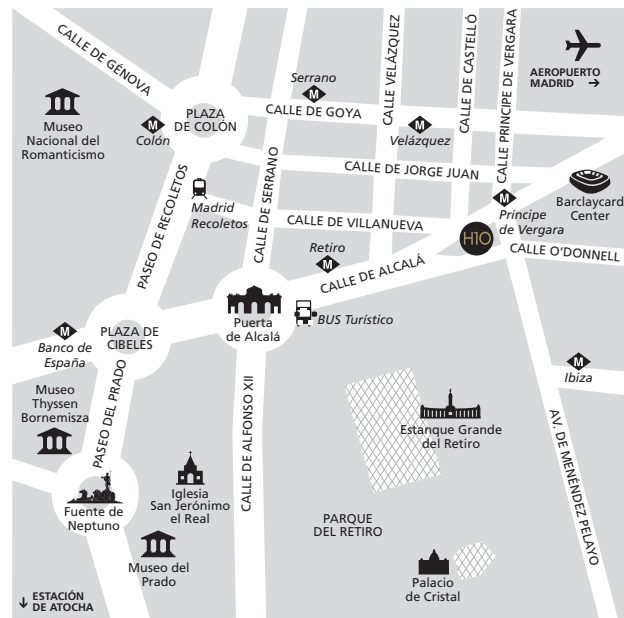 CALLE DE GÉNOVA
Serrano
M
CALLE VELÁZQUEZ
CALLE DE CASTELLÓ
CALLE PRINCIPE DE VERGARA
AEROPUERTO
MADRID →
Museo
Nacional del
Romanticismo
M
Colón
PLAZA
DE COLÓN
CALLE DE GOYA
M
Velázquez
CALLE DE JORGE JUAN
PASEO DE RECOLETOS
Madrid
Recoletos
CALLE DE SERRANO
CALLE DE VILLANUEVA
M
Príncipe
de Vergara
Barclaycard
Center
H10
CALLE O'DONNELL
Retiro
M
CALLE DE ALCALÁ
Puerta
de Alcalá
BUS Turístico
PLAZA DE
CIBELES
M
Banco de
España
M
Ibiza
Museo
Thyssen
Bornemisza
PASEO DEL PRADO
CALLE DE ALFONSO XII
Estanque Grande
del Retiro
AV. DE MENÉNDEZ PELAYO
Fuente de
Neptuno
Iglesia
San Jerónimo
el Real
PARQUE
DEL RETIRO
Museo del
Prado
Palacio
de Cristal
↓ ESTACIÓN
DE ATOCHA